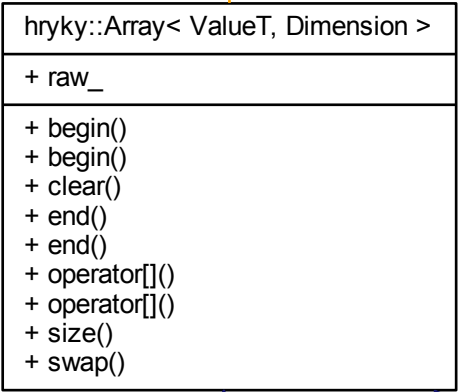 hryky::Array< ValueT, Dimension >
+ raw_
+ begin()
+ begin()
+ clear()
+ end()
+ end()
+ operator[]()
+ operator[]()
+ size()
+ swap()